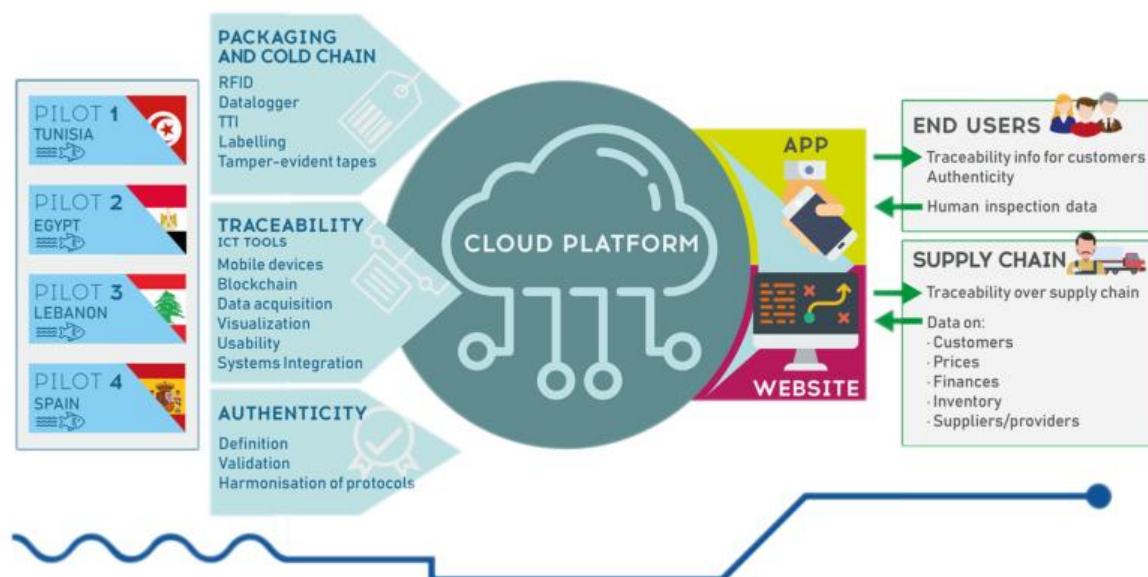 PILOT 1
TUNISIA
PILOT 2
EGYPT
PILOT 3
LEBANON
PILOT 4
SPAIN
PACKAGING
AND COLD CHAIN
RFID
Datalogger
TTI
Labelling
Tamper-evident tapes
TRACEABILITY
ICT TOOLS
Mobile devices
Blockchain
Data acquisition
Visualization
Usability
Systems Integration
AUTHENTICITY
Definition
Validation
Harmonisation of protocols
CLOUD PLATFORM
APP
WEBSITE
END USERS
Traceability info for customers
Authenticity
Human inspection data
SUPPLY CHAIN
Traceability over supply chain
Data on:
· Customers
· Prices
· Finances
· Inventory
· Suppliers/providers